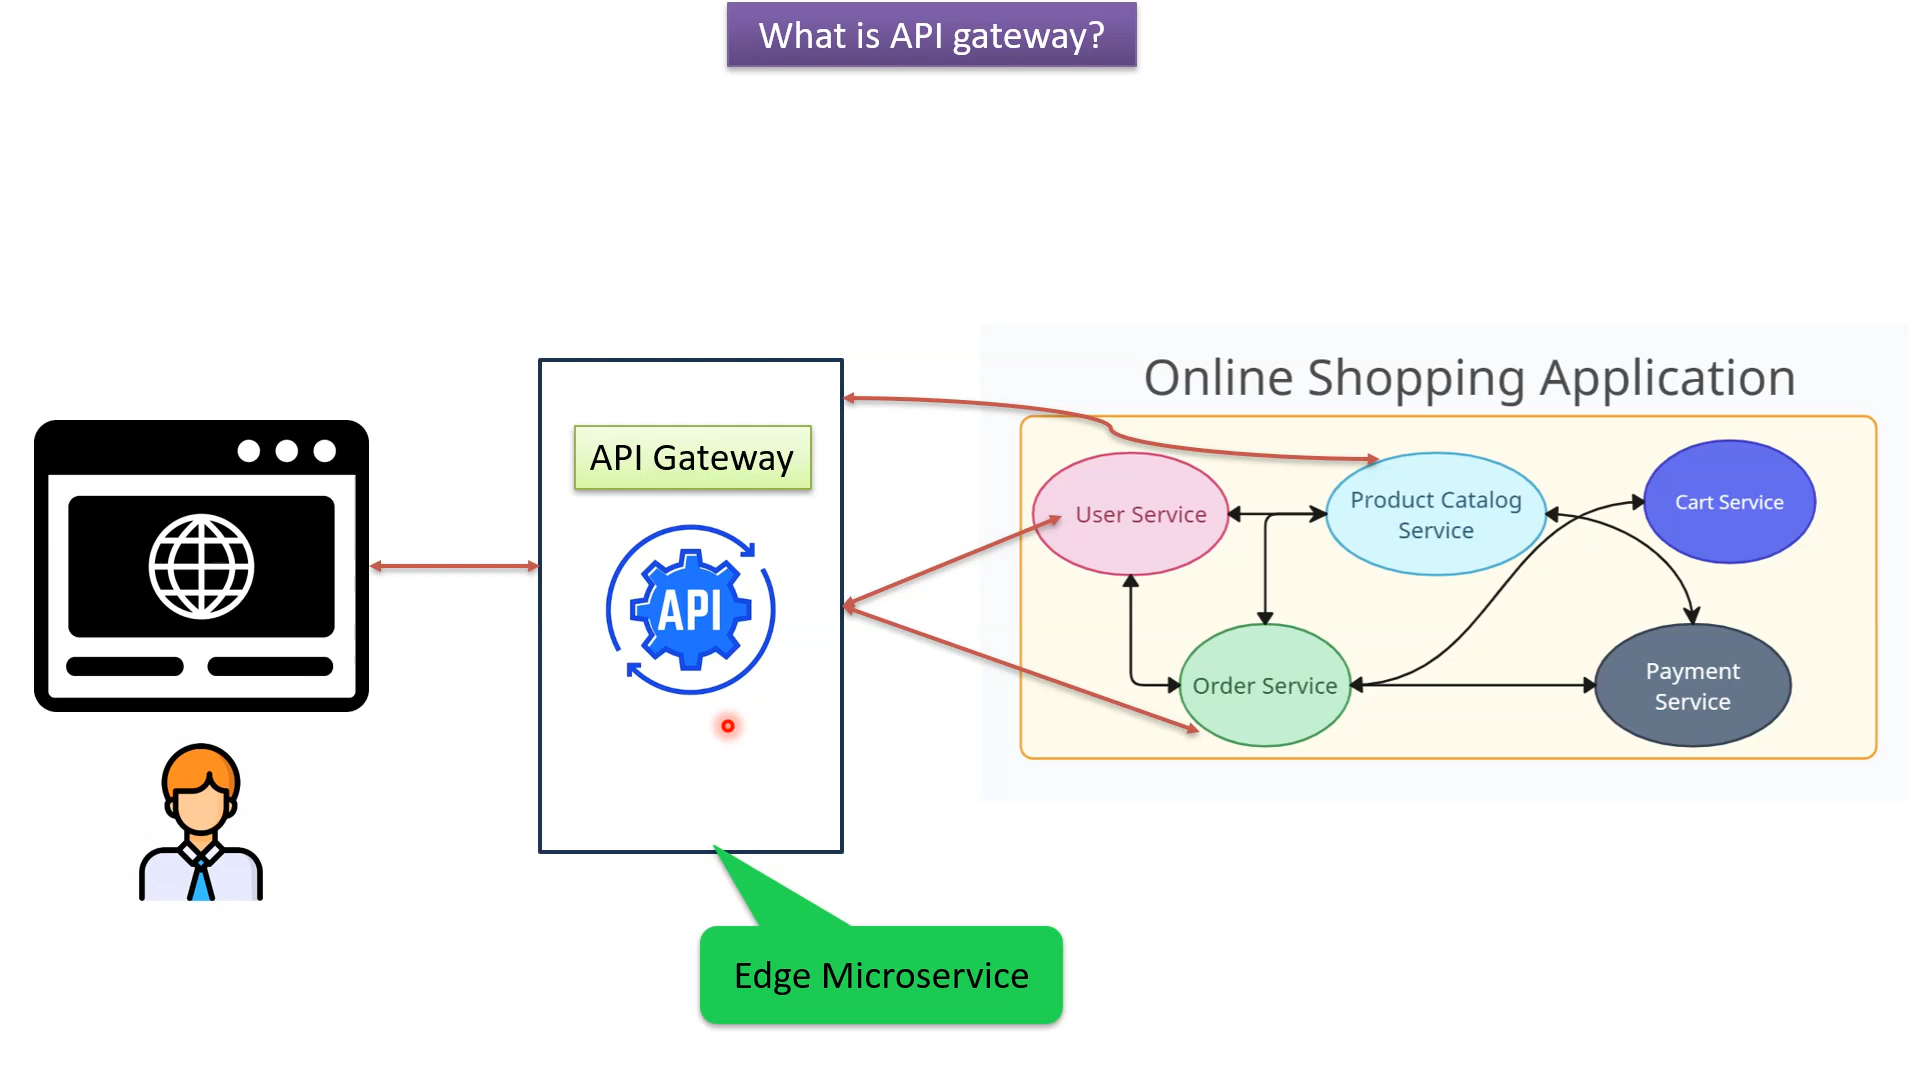 What is API gateway?
Online Shopping Application
API Gateway
API
User Service
Product Catalog
Service
Cart Service
Order Service
Payment
Service
Edge Microservice